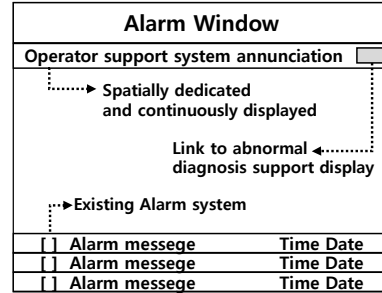 Alarm Window
Operator support system annunciation
Spatially dedicated
and continuously displayed
Link to abnormal
diagnosis support display
Existing Alarm system
[ ] Alarm messege Time Date
[ ] Alarm messege Time Date
[ ] Alarm messege Time Date